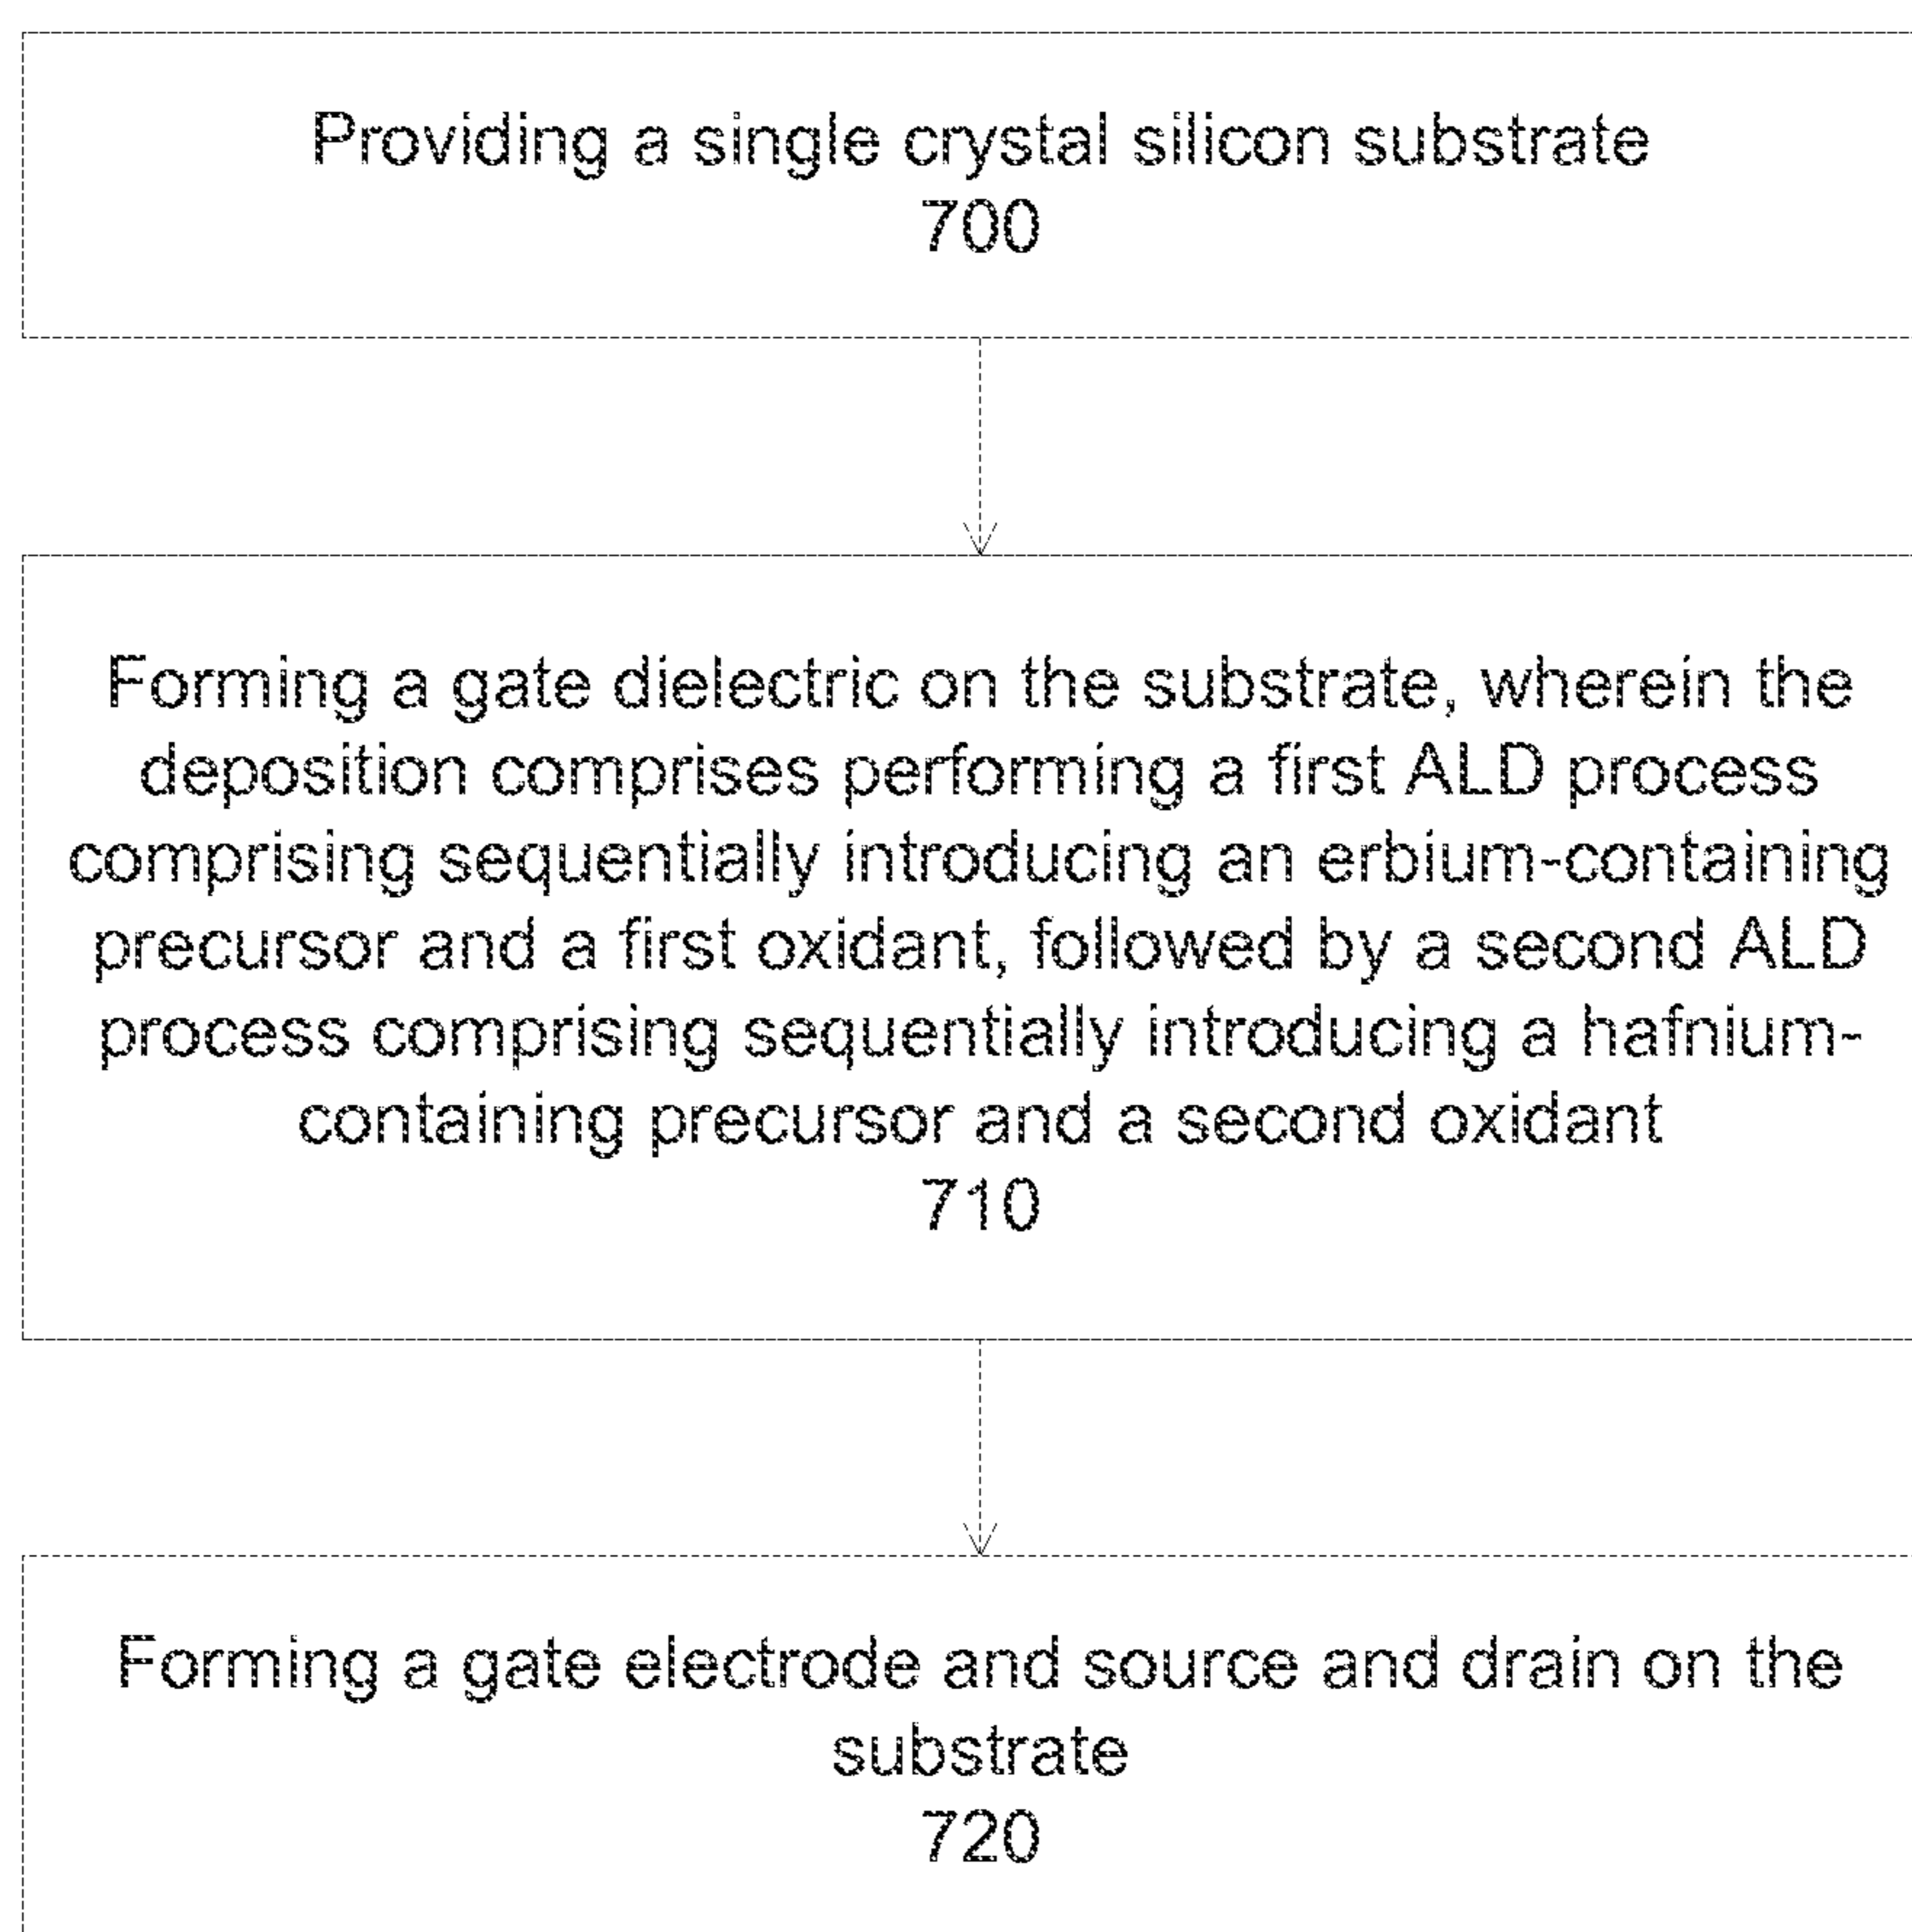 Providing a single crystal silicon substrate
700
Forming a gate dielectric on the substrate, wherein the
deposition comprises performing a first ALD process
comprising sequentially introducing an erbium-containing
precursor and a first oxidant, followed by a second ALD
process comprising sequentially introducing a hafnium-
containing precursor and a second oxidant
710
Forming a gate electrode and source and drain on the
substrate
720